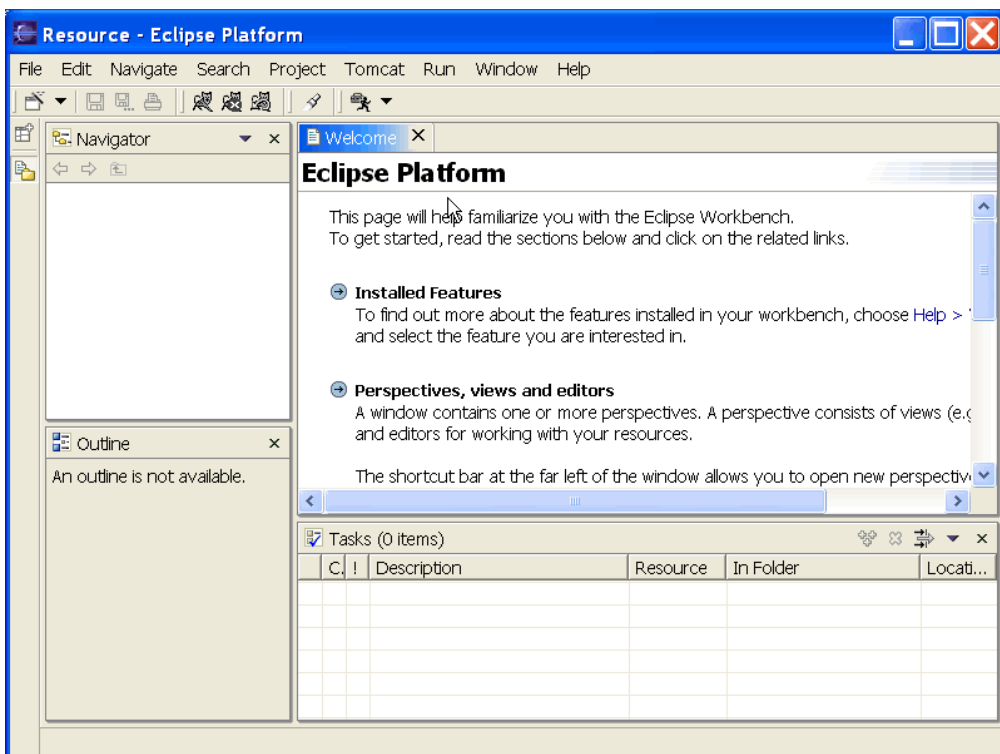 Resource - Eclipse Platform
File Edit Navigate Search Project Tomcat Run Window Help
Navigator
Welcome
Eclipse Platform
This page will help familiarize you with the Eclipse Workbench.
To get started, read the sections below and click on the related links.
Installed Features
To find out more about the features installed in your workbench, choose Help >
and select the feature you are interested in.
Perspectives, views and editors
A window contains one or more perspectives. A perspective consists of views (e.g
and editors for working with your resources.
The shortcut bar at the far left of the window allows you to open new perspectiv
Outline
An outline is not available.
Tasks (0 items)
C. ! Description Resource In Folder Locati...